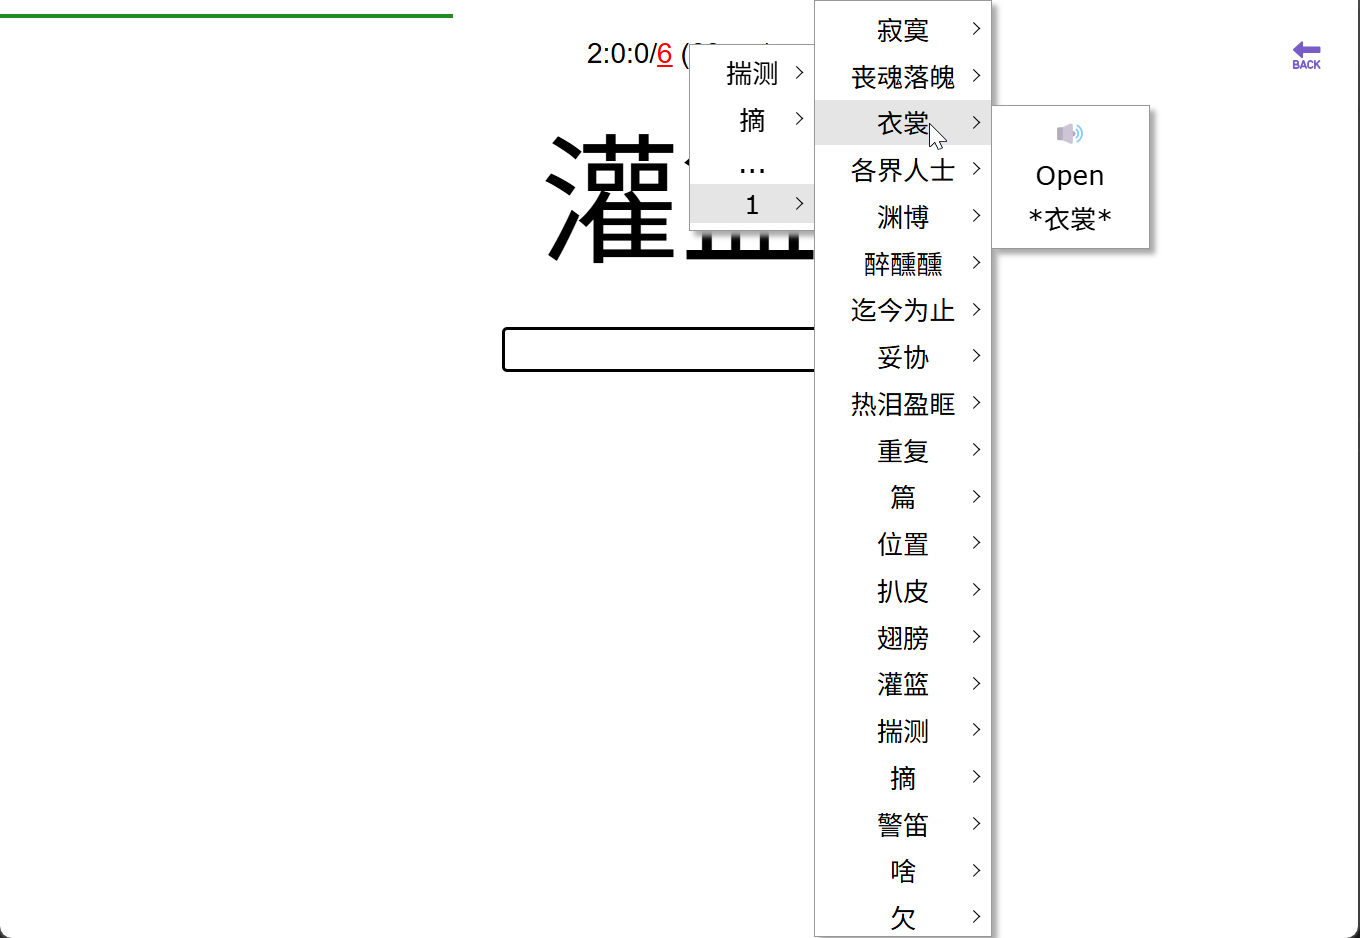 2:0:0/6 (
BACK
灌
揣测
摘
...
1
寂寞
丧魂落魄
衣裳
各界人士
渊博
醉醺醺
迄今为止
妥协
热泪盈眶
重复
篇
位置
扒皮
翅膀
灌篮
揣测
摘
警笛
啥
欠
Open
*衣裳*